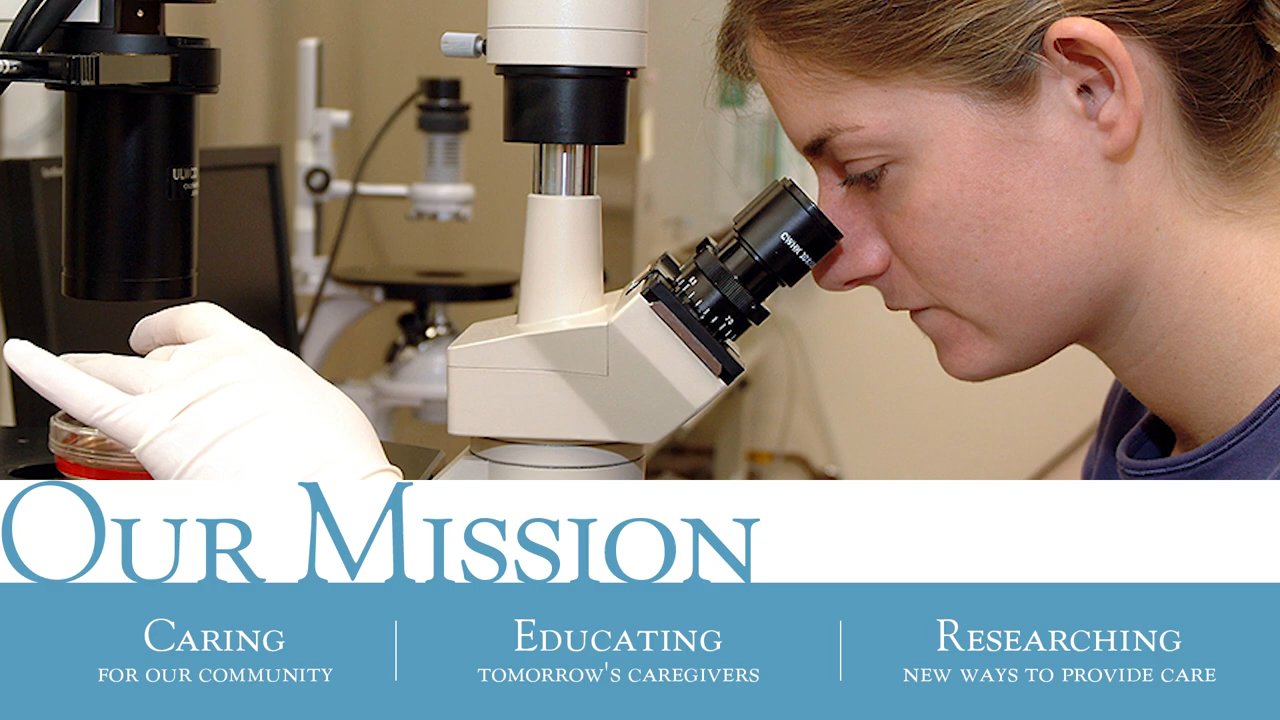 OUR MISSION
CARING
FOR OUR COMMUNITY
EDUCATING
TOMORROW'S CAREGIVERS
RESEARCHING
NEW WAYS TO PROVIDE CARE